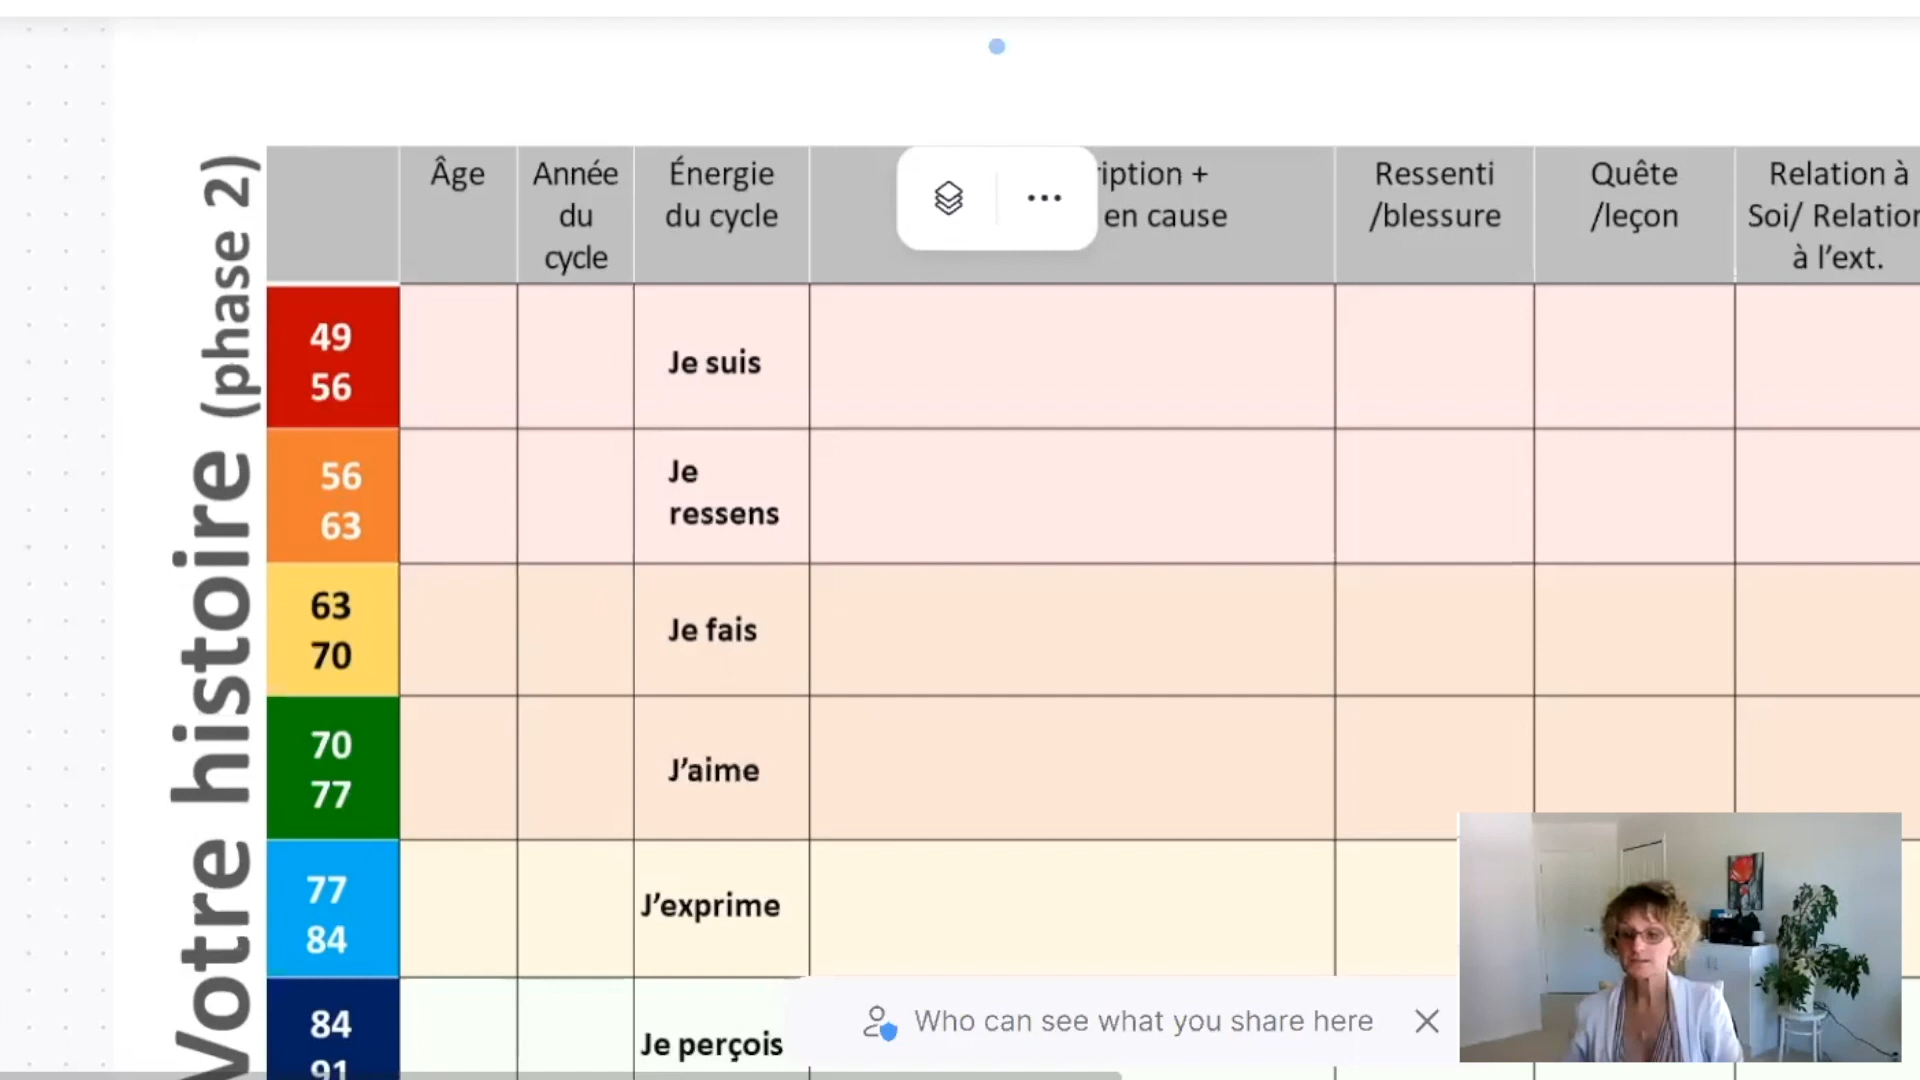 Votre histoire (phase 2)
Âge
Année
du
cycle
Énergie
du cycle
iption +
en cause
Ressenti
/blessure
Quête
/leçon
Relation à
Soi/ Relation
à l'ext.
49
56
Je suis
56
63
Je
ressens
63
70
Je fais
70
77
J'aime
77
84
J'exprime
84
91
Je perçois
Who can see what you share here